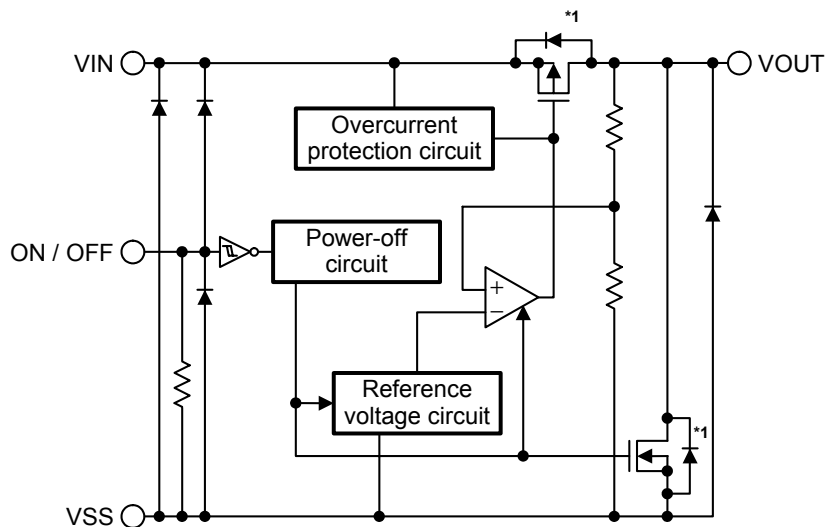 *1
VIN
VOUT
Overcurrent
protection circuit
ON / OFF
Power-off
circuit
+
−
Reference
voltage circuit
*1
VSS